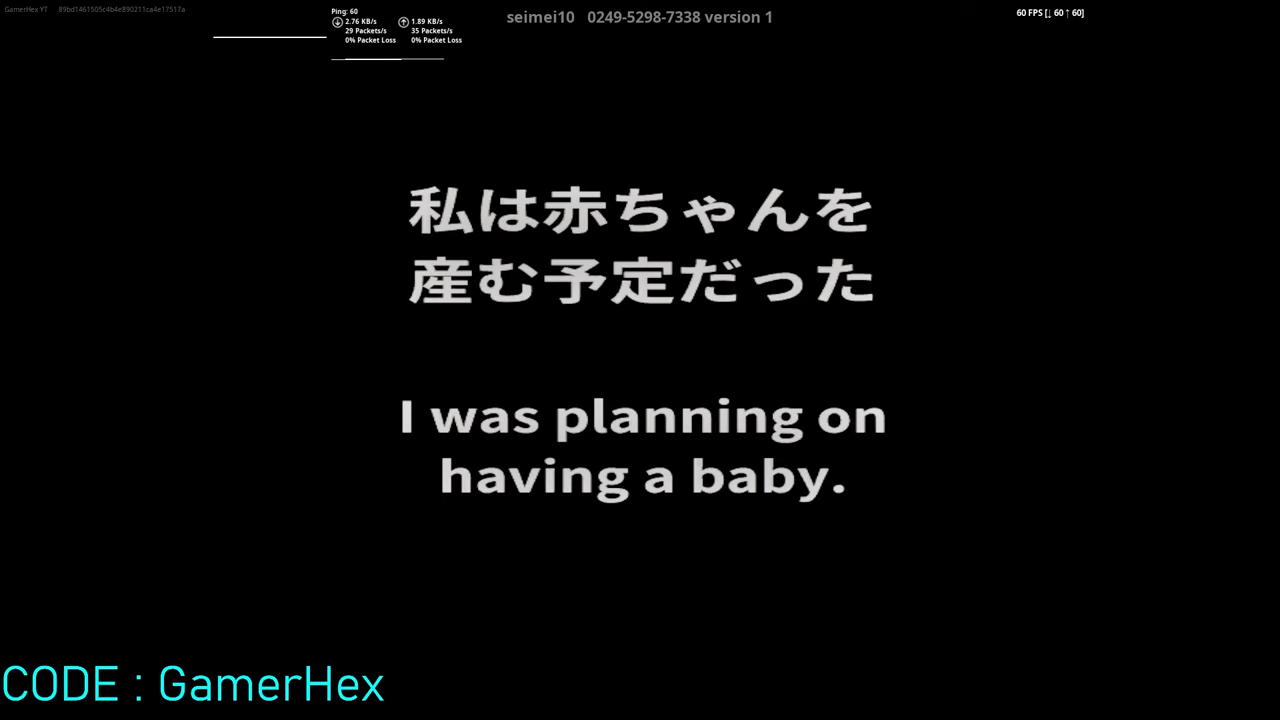 GamerHex YT 89bd1461505c4b4e890211ca4e17517a
Ping: 60
2.76 KB/s 1.89 KB/s
29 Packets/s 35 Packets/s
0% Packet Loss 0% Packet Loss
seimei10 0249-5298-7338 version 1
60 FPS [↓ 60 ↑ 60]
私は赤ちゃんを
産む予定だった
I was planning on
having a baby.
CODE : GamerHex